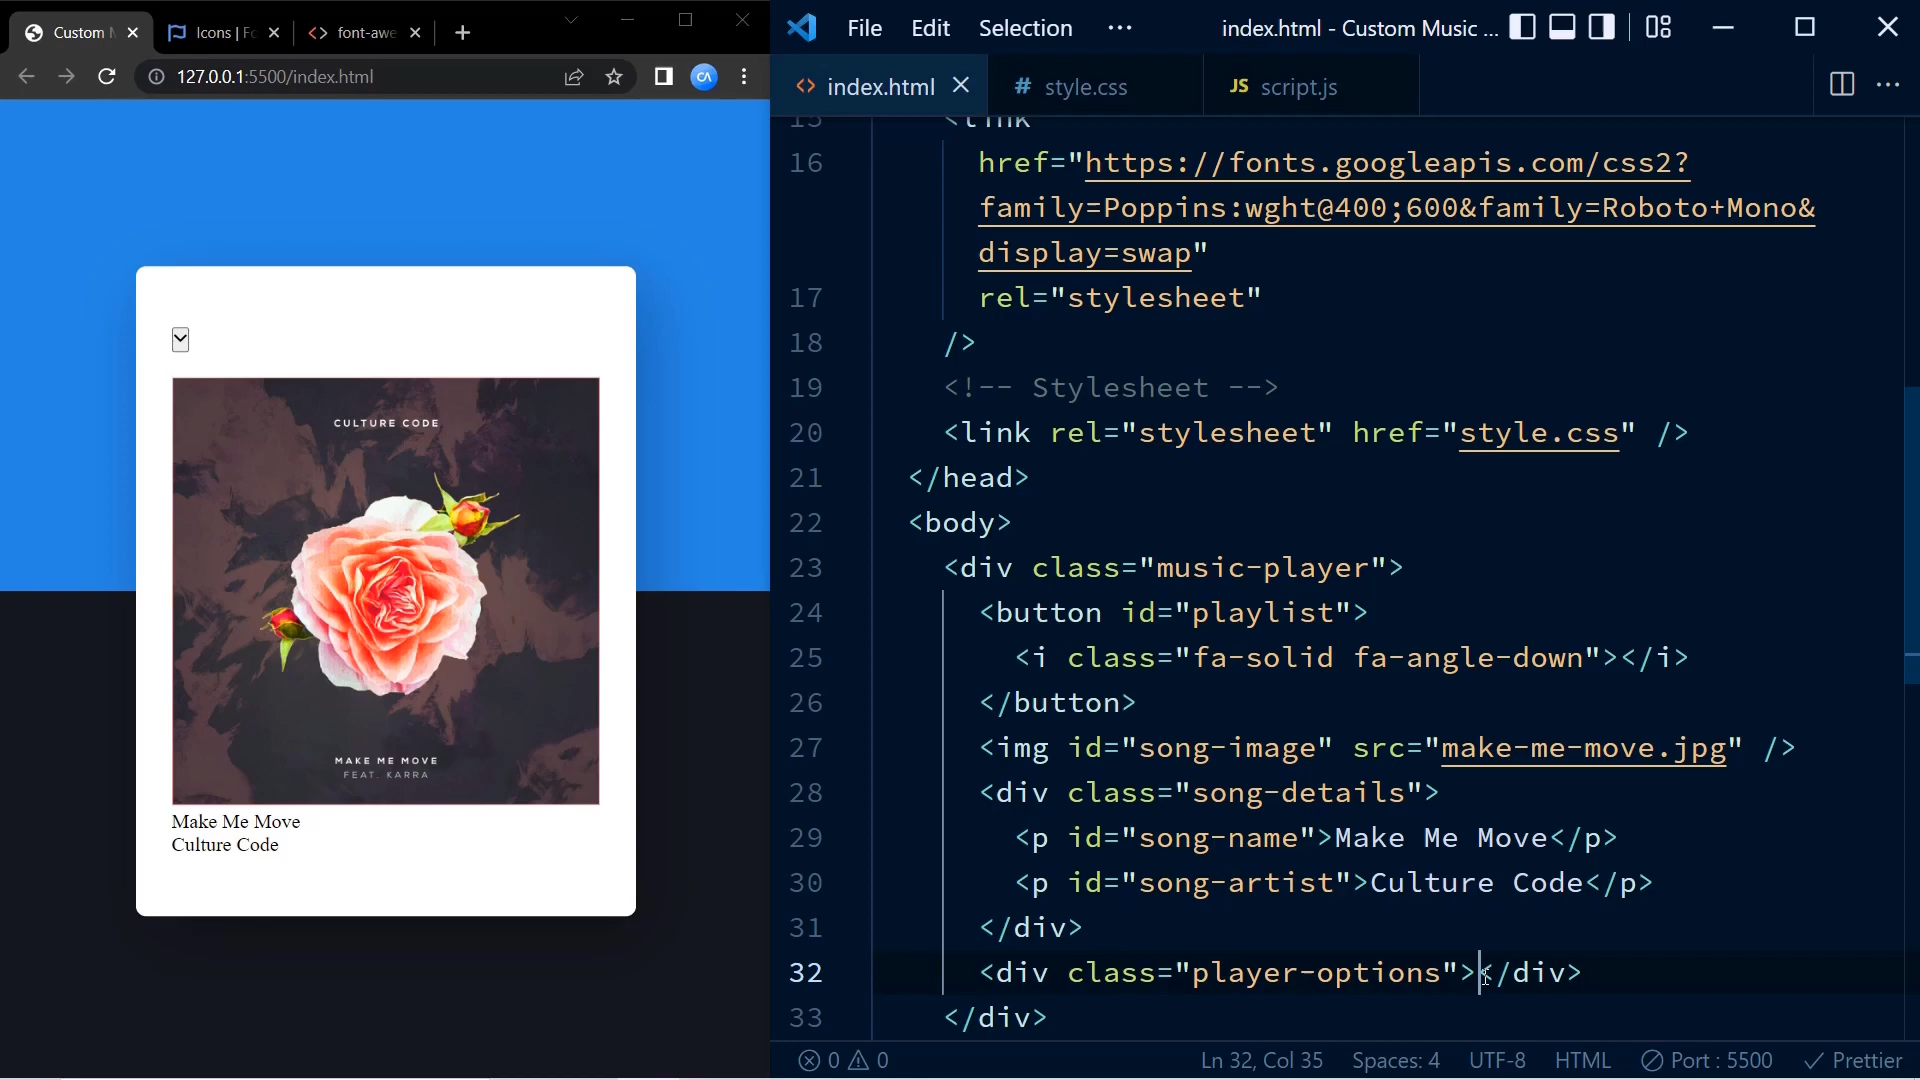 Custom M
Icons | Fo
font-awe
127.0.0.1:5500/index.html
CA
CULTURE CODE
MAKE ME MOVE
FEAT. KARRA
Make Me Move
Culture Code
File Edit Selection ···
index.html - Custom Music ...
index.html
# style.css
JS script.js
15 <link
16 href="https://fonts.googleapis.com/css2?
family=Poppins:wght@400;600&family=Roboto+Mono&
display=swap"
17 rel="stylesheet"
18 />
19 <!-- Stylesheet -->
20 <link rel="stylesheet" href="style.css" />
21 </head>
22 <body>
23 <div class="music-player">
24 <button id="playlist">
25 <i class="fa-solid fa-angle-down"></i>
26 </button>
27 <img id="song-image" src="make-me-move.jpg" />
28 <div class="song-details">
29 <p id="song-name">Make Me Move</p>
30 <p id="song-artist">Culture Code</p>
31 </div>
32 <div class="player-options"></div>
33 </div>
0 0 Ln 32, Col 35 Spaces: 4 UTF-8 HTML Port : 5500 Prettier